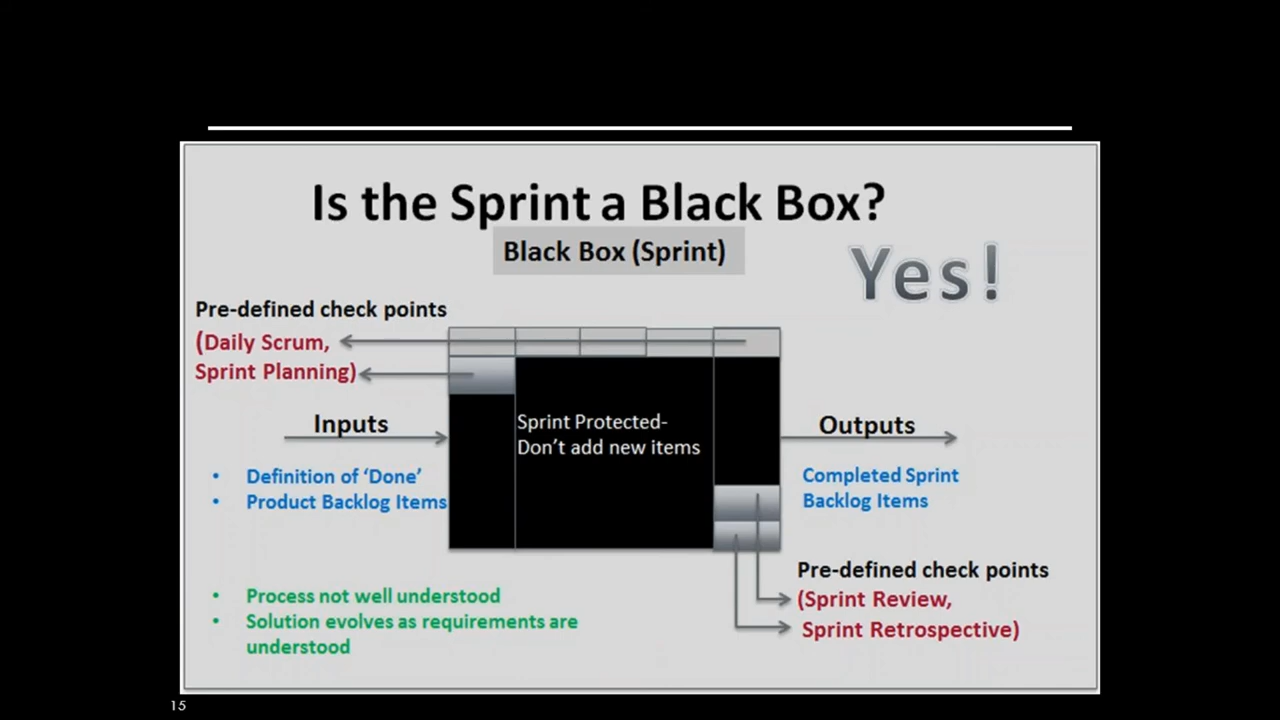 Is the Sprint a Black Box?
Black Box (Sprint)
Yes!
Pre-defined check points
(Daily Scrum,
Sprint Planning)
Inputs
• Definition of ‘Done’
• Product Backlog Items
Sprint Protected-
Don’t add new items
Outputs
Completed Sprint
Backlog Items
• Process not well understood
• Solution evolves as requirements are
understood
Pre-defined check points
(Sprint Review,
Sprint Retrospective)
15